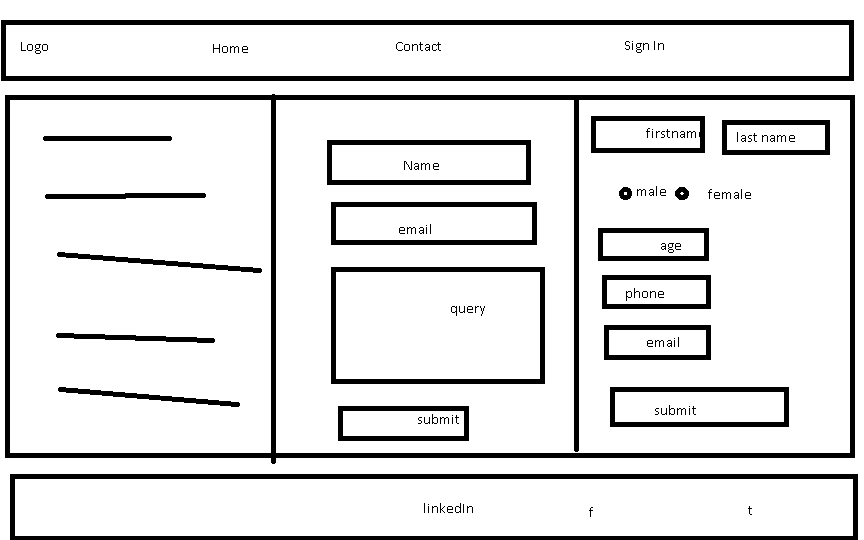 Logo Home Contact Sign In
Name
email
query
submit
firstname last name
male female
age
phone
email
submit
linkedIn f t